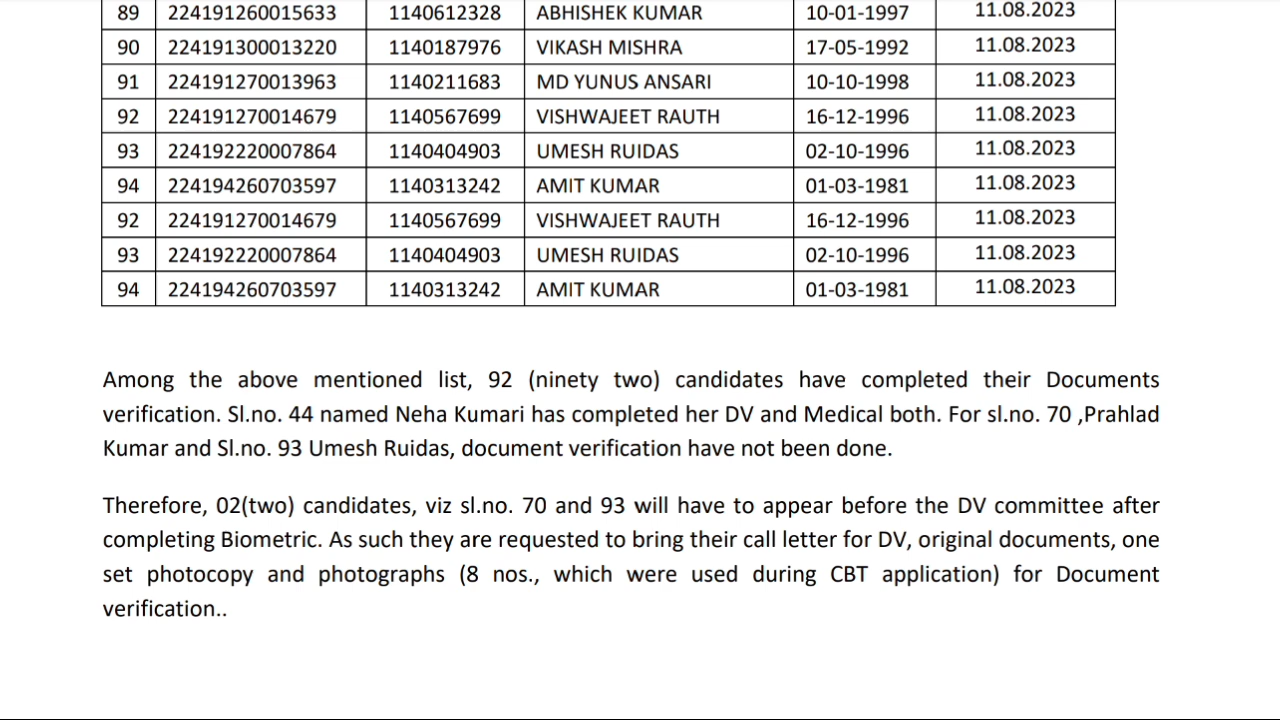 89 224191260015633 1140612328 ABHISHEK KUMAR 10-01-1997 11.08.2023
90 224191300013220 1140187976 VIKASH MISHRA 17-05-1992 11.08.2023
91 224191270013963 1140211683 MD YUNUS ANSARI 10-10-1998 11.08.2023
92 224191270014679 1140567699 VISHWAJEET RAUTH 16-12-1996 11.08.2023
93 224192220007864 1140404903 UMESH RUIDAS 02-10-1996 11.08.2023
94 224194260703597 1140313242 AMIT KUMAR 01-03-1981 11.08.2023
92 224191270014679 1140567699 VISHWAJEET RAUTH 16-12-1996 11.08.2023
93 224192220007864 1140404903 UMESH RUIDAS 02-10-1996 11.08.2023
94 224194260703597 1140313242 AMIT KUMAR 01-03-1981 11.08.2023
Among the above mentioned list, 92 (ninety two) candidates have completed their Documents
verification. Sl.no. 44 named Neha Kumari has completed her DV and Medical both. For sl.no. 70 ,Prahlad
Kumar and Sl.no. 93 Umesh Ruidas, document verification have not been done.
Therefore, 02(two) candidates, viz sl.no. 70 and 93 will have to appear before the DV committee after
completing Biometric. As such they are requested to bring their call letter for DV, original documents, one
set photocopy and photographs (8 nos., which were used during CBT application) for Document
verification..